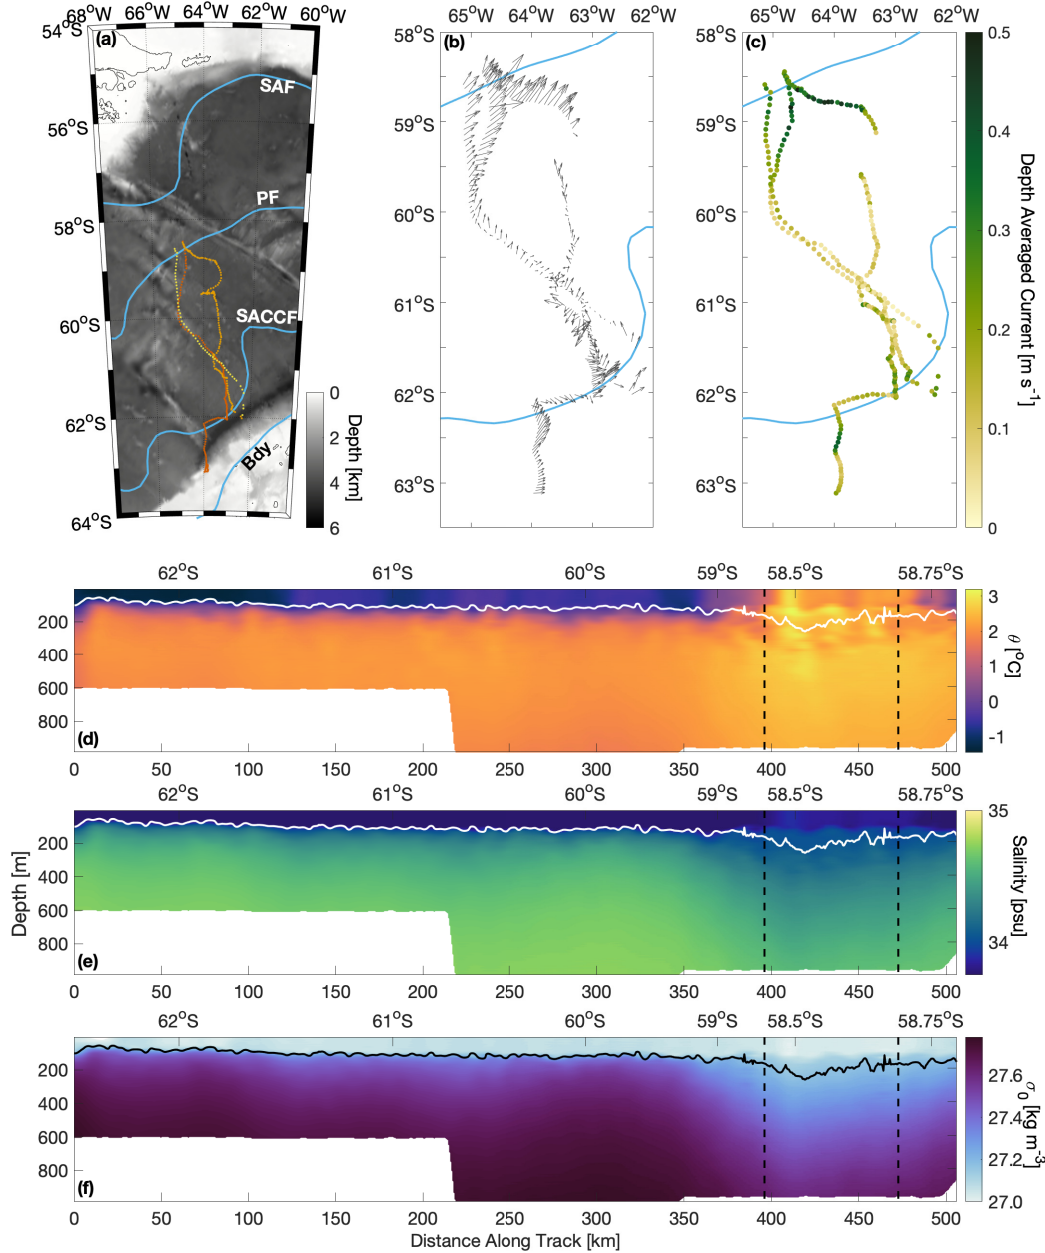 68°W 66°W 64°W 62°W 60°W
54°S
56°S
58°S
60°S
62°S
64°S
(a)
SAF
PF
SACCF
Bdy
0
2
4
6
Depth [km]
65°W 64°W 63°W 62°W
58°S
59°S
60°S
61°S
62°S
63°S
(b)
65°W 64°W 63°W 62°W
58°S
59°S
60°S
61°S
62°S
63°S
(c)
0.5
0.4
0.3
0.2
0.1
0
Depth Averaged Current [m s-1]
62°S 61°S 60°S 59°S 58.5°S 58.75°S
200
400
600
800
(d)
0 50 100 150 200 250 300 350 400 450 500
3
2
1
0
-1
θ [°C]
62°S 61°S 60°S 59°S 58.5°S 58.75°S
200
400
600
800
Depth [m]
(e)
0 50 100 150 200 250 300 350 400 450 500
35
34
Salinity [psu]
62°S 61°S 60°S 59°S 58.5°S 58.75°S
200
400
600
800
(f)
0 50 100 150 200 250 300 350 400 450 500
Distance Along Track [km]
27.6
27.4
27.2
27.0
σ0 [kg m-3]